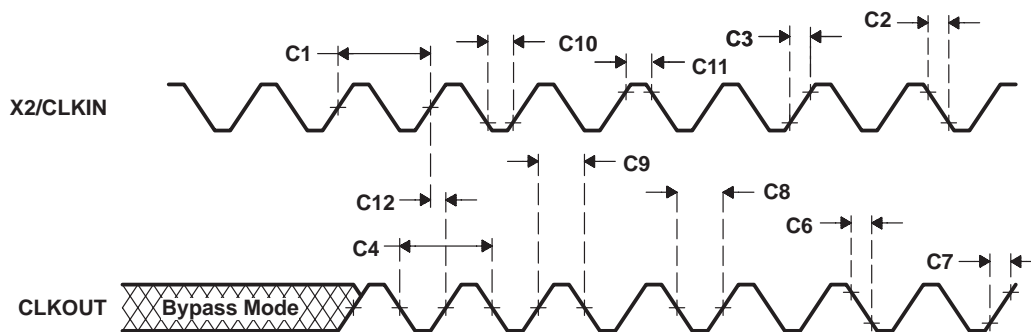 C1
C10
C11
C3
C2
X2/CLKIN
C12
C9
C8
C4
C6
C7
CLKOUT
Bypass Mode